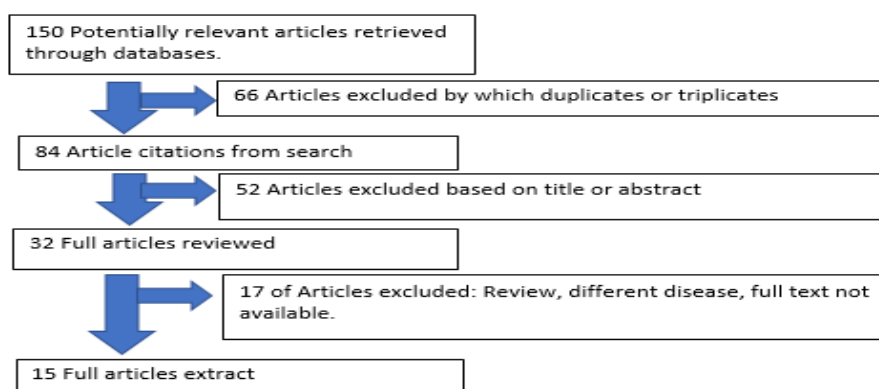 150 Potentially relevant articles retrieved
through databases.
66 Articles excluded by which duplicates or triplicates
84 Article citations from search
52 Articles excluded based on title or abstract
32 Full articles reviewed
17 of Articles excluded: Review, different disease, full text not
available.
15 Full articles extract